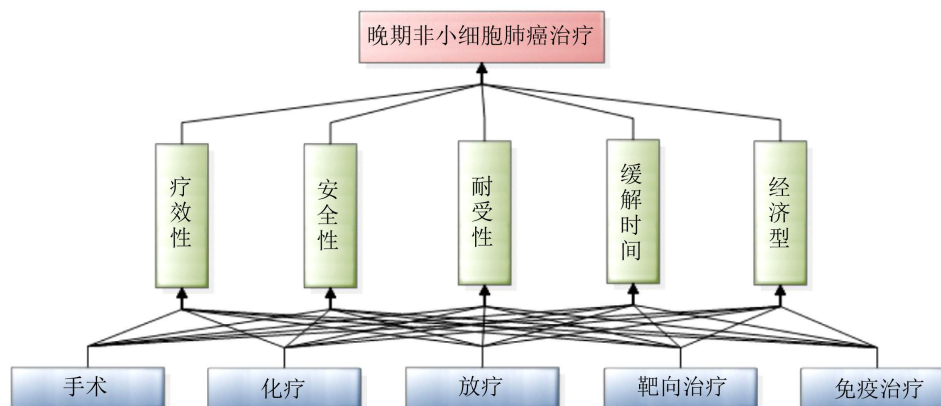 晚期非小细胞肺癌治疗
疗效性
安全性
耐受性
缓解时间
经济型
手术
化疗
放疗
靶向治疗
免疫治疗